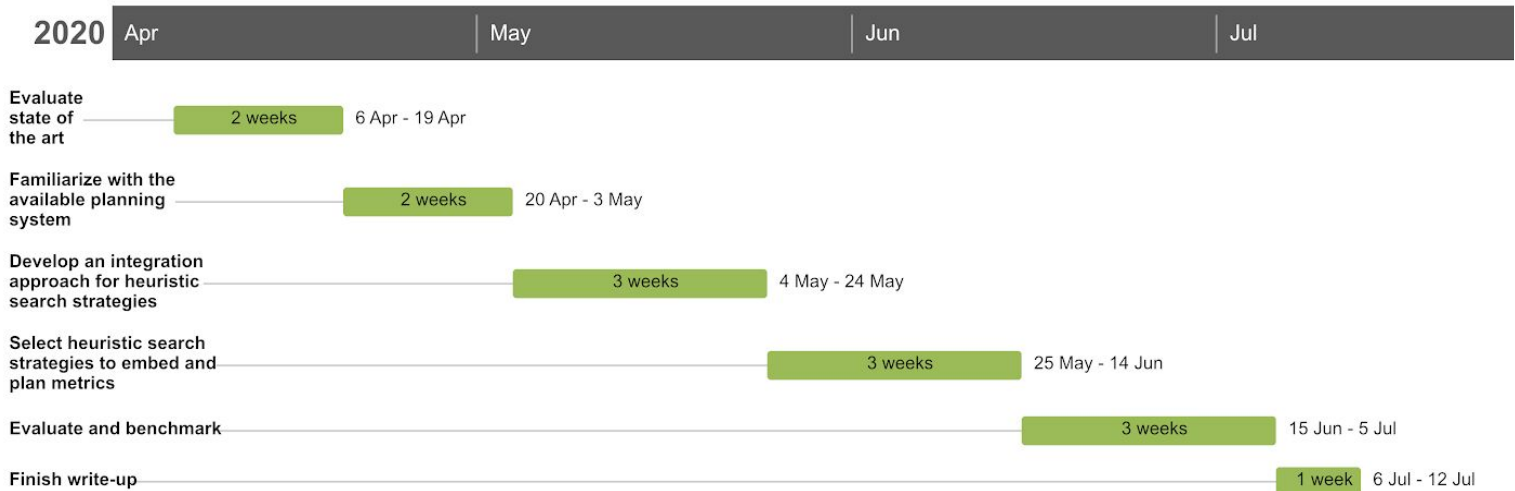 2020 Apr May Jun Jul
Evaluate
state of
the art
2 weeks 6 Apr - 19 Apr
Familiarize with the
available planning
system
2 weeks 20 Apr - 3 May
Develop an integration
approach for heuristic
search strategies
3 weeks 4 May - 24 May
Select heuristic search
strategies to embed and
plan metrics
3 weeks 25 May - 14 Jun
Evaluate and benchmark 3 weeks 15 Jun - 5 Jul
Finish write-up 1 week 6 Jul - 12 Jul